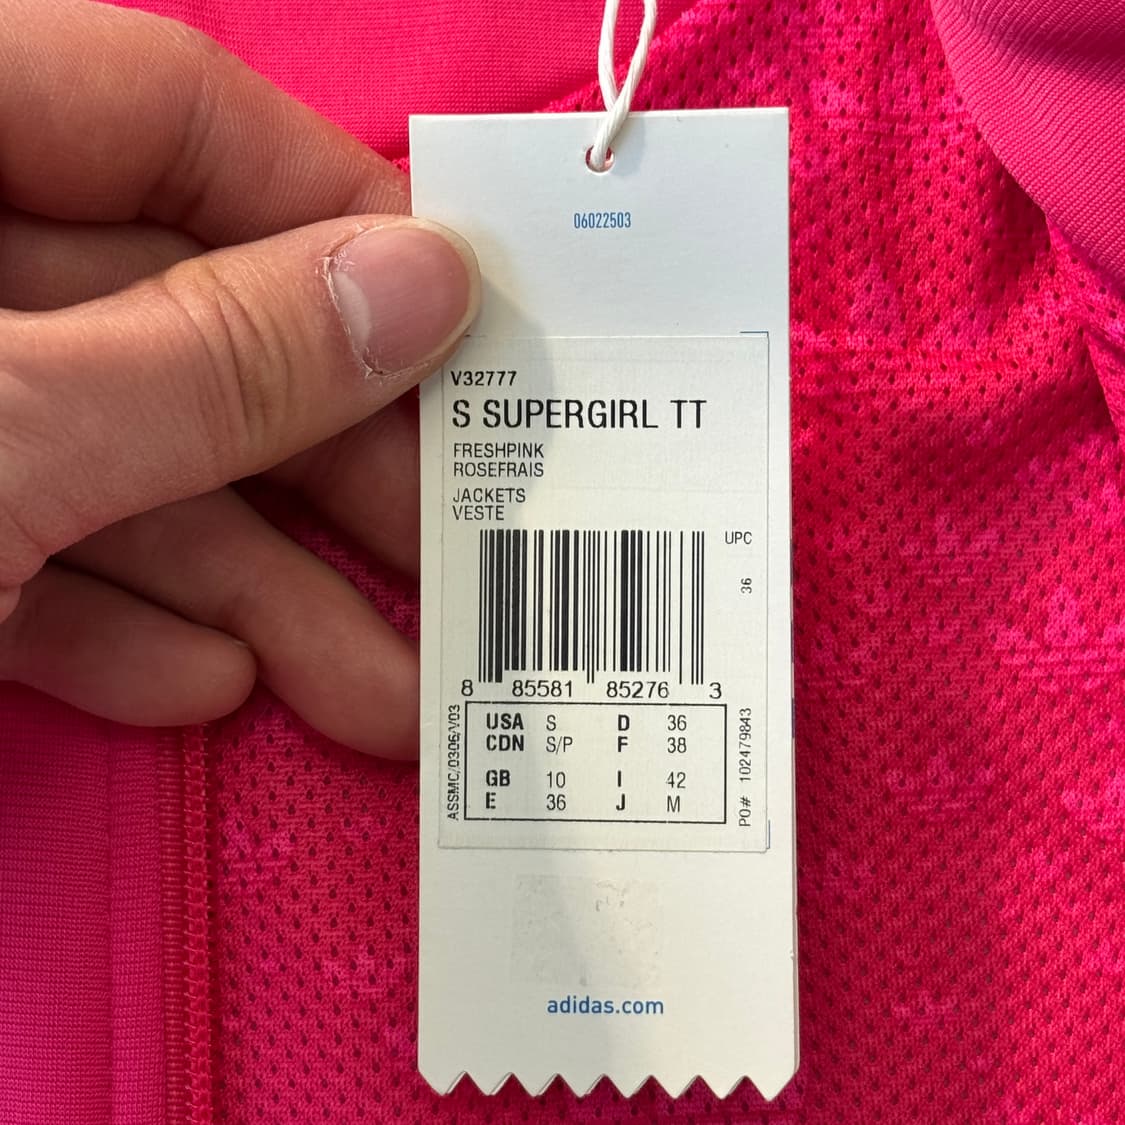 06022503
V32777
S SUPERGIRL TT
FRESHPINK
ROSEFRAIS
JACKETS
VESTE
UPC
36
8 85581 85276 3
ASSMC/0306/V03
USA S D 36
CDN S/P F 38
GB 10 I 42
E 36 J M
PO# 102479843
adidas.com